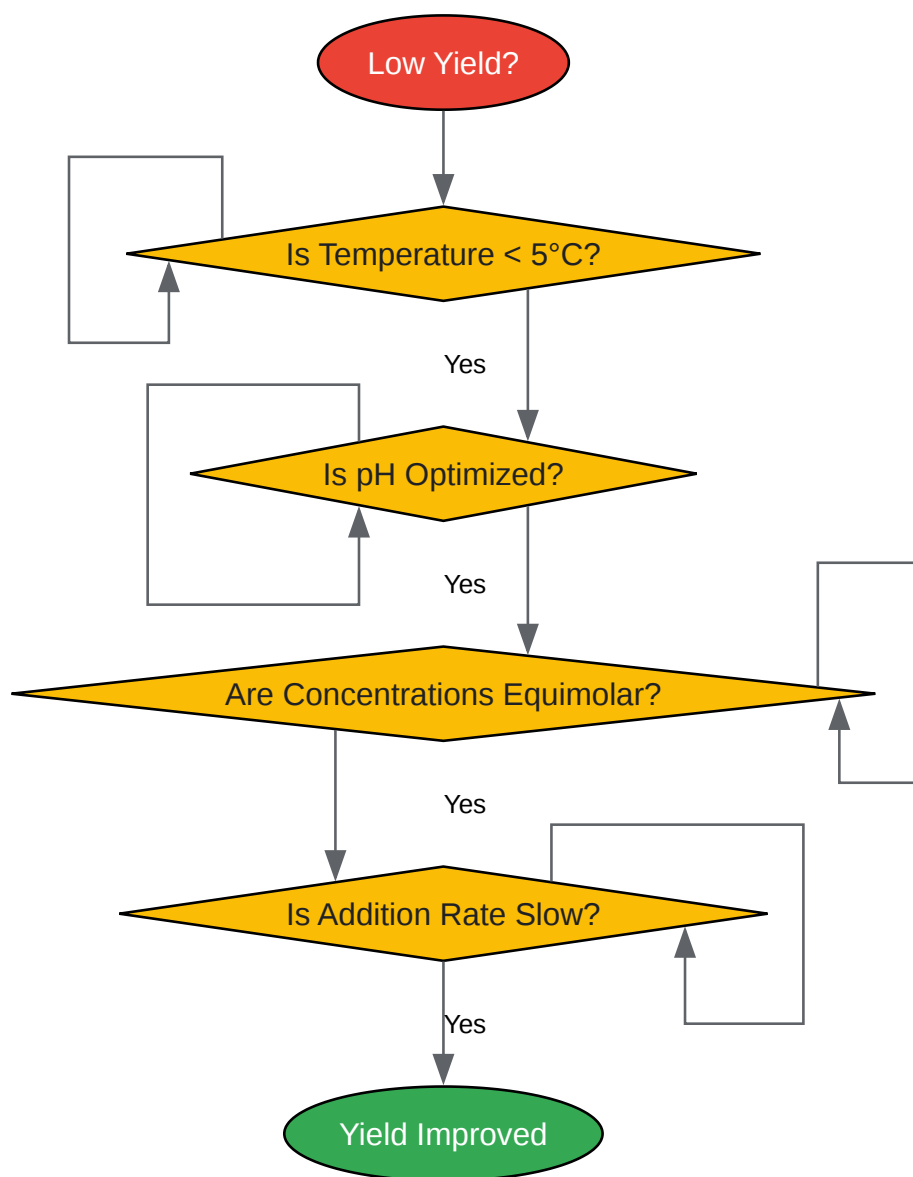 Low Yield?
Is Temperature < 5°C?
Yes
Is pH Optimized?
Yes
Are Concentrations Equimolar?
Yes
Is Addition Rate Slow?
Yes
Yield Improved